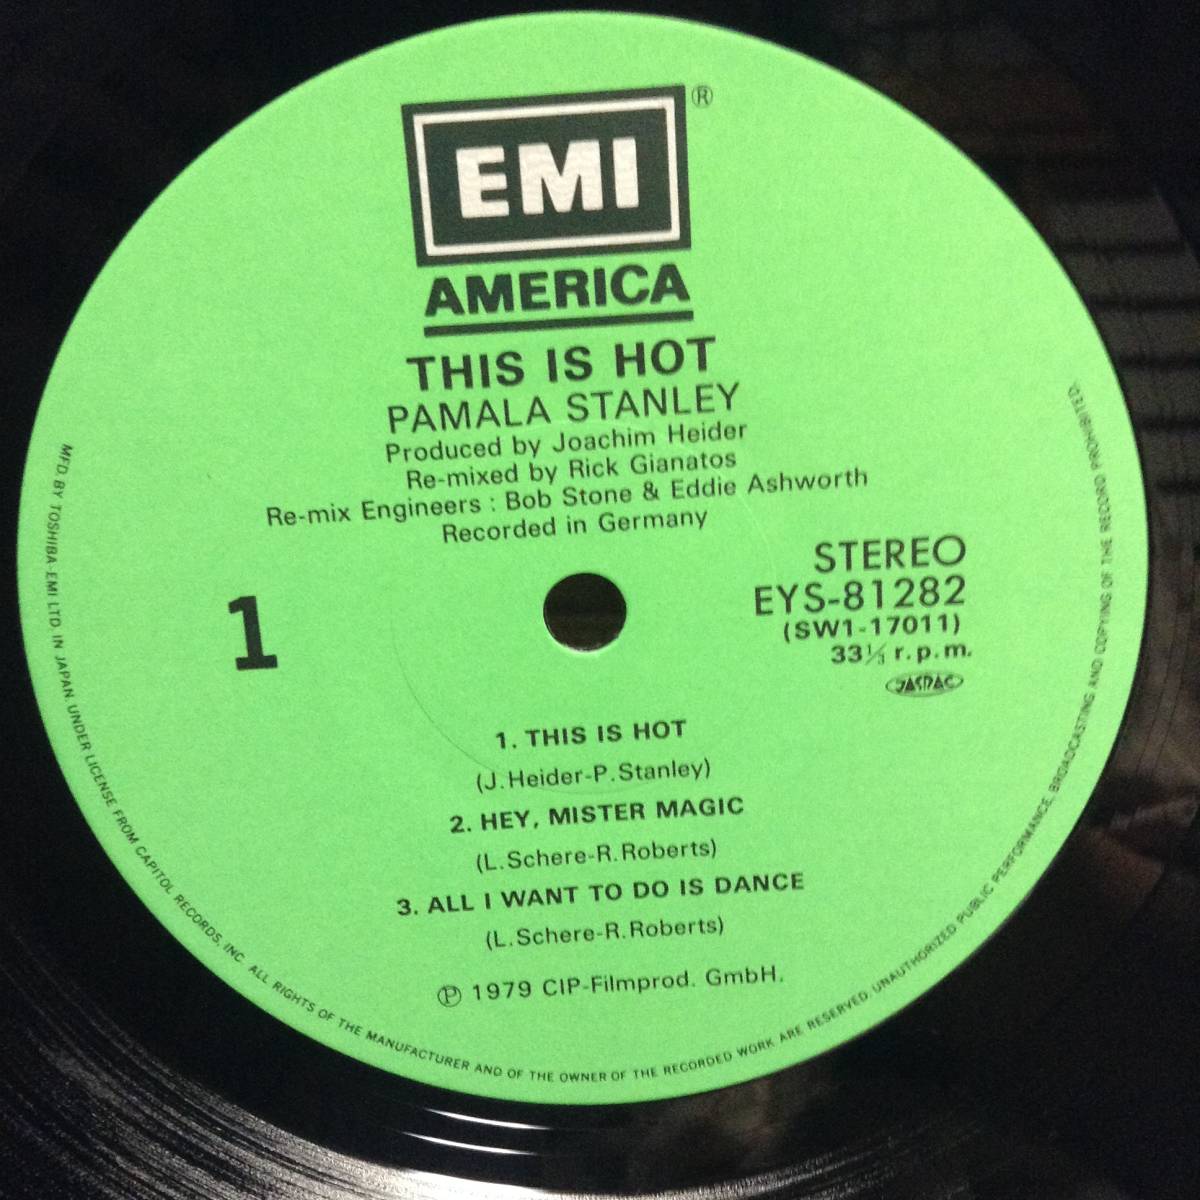 EMI ®
AMERICA
THIS IS HOT
PAMALA STANLEY
Produced by Joachim Heider
Re-mixed by Rick Gianatos
Re-mix Engineers : Bob Stone & Eddie Ashworth
Recorded in Germany
1
STEREO
EYS-81282
(SW1-17011)
33⅓ r.p.m.
JASRAC
1. THIS IS HOT
(J.Heider-P.Stanley)
2. HEY, MISTER MAGIC
(L.Schere-R.Roberts)
3. ALL I WANT TO DO IS DANCE
(L.Schere-R.Roberts)
℗ 1979 CIP-Filmprod. GmbH.
MFD. BY TOSHIBA-EMI LTD. IN JAPAN UNDER LICENSE FROM CAPITOL RECORDS, INC. ALL RIGHTS OF THE MANUFACTURER AND OF THE OWNER OF THE RECORDED WORK ARE RESERVED. UNAUTHORIZED PUBLIC PERFORMANCE, BROADCASTING AND COPYING OF THE RECORD PROHIBITED.